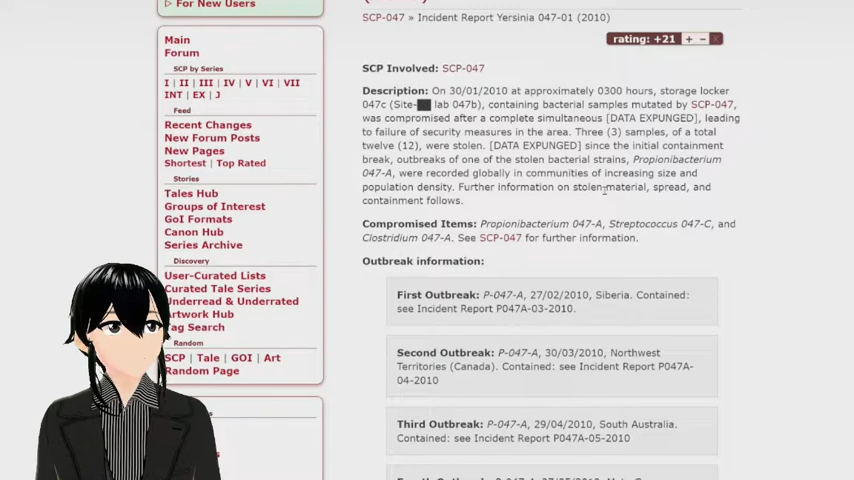 ▸ For New Users
Main
Forum
SCP by Series
I | II | III | IV | V | VI | VII
INT | EX | J
Feed
Recent Changes
New Forum Posts
New Pages
Shortest | Top Rated
Stories
Tales Hub
Groups of Interest
GoI Formats
Canon Hub
Series Archive
Discovery
User-Curated Lists
Curated Tale Series
Underread & Underrated
Artwork Hub
Tag Search
Random
SCP | Tale | GOI | Art
Random Page
SCP-047 » Incident Report Yersinia 047-01 (2010)
rating: +21 + – X
SCP Involved: SCP-047
Description: On 30/01/2010 at approximately 0300 hours, storage locker
047c (Site-██ lab 047b), containing bacterial samples mutated by SCP-047,
was compromised after a complete simultaneous [DATA EXPUNGED], leading
to failure of security measures in the area. Three (3) samples, of a total
twelve (12), were stolen. [DATA EXPUNGED] since the initial containment
break, outbreaks of one of the stolen bacterial strains, Propionibacterium
047-A, were recorded globally in communities of increasing size and
population density. Further information on stolen material, spread, and
containment follows.
Compromised Items: Propionibacterium 047-A, Streptococcus 047-C, and
Clostridium 047-A. See SCP-047 for further information.
Outbreak information:
First Outbreak: P-047-A, 27/02/2010, Siberia. Contained:
see Incident Report P047A-03-2010.
Second Outbreak: P-047-A, 30/03/2010, Northwest
Territories (Canada). Contained: see Incident Report P047A-
04-2010
Third Outbreak: P-047-A, 29/04/2010, South Australia.
Contained: see Incident Report P047A-05-2010